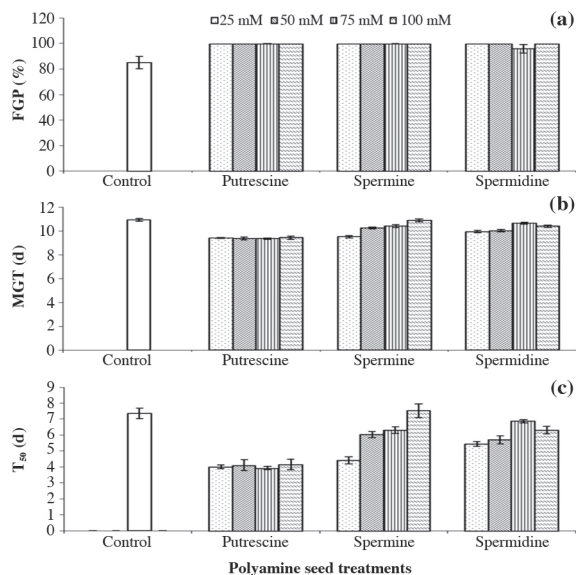 25 mM 50 mM 75 mM 100 mM (a)
120
100
80
60
40
20
0
FGP (%)
Control Putrescine Spermine Spermidine
(b)
12
10
8
6
4
2
0
MGT (d)
Control Putrescine Spermine Spermidine
(c)
9
8
7
6
5
4
3
2
1
0
T50 (d)
Control Putrescine Spermine Spermidine
Polyamine seed treatments